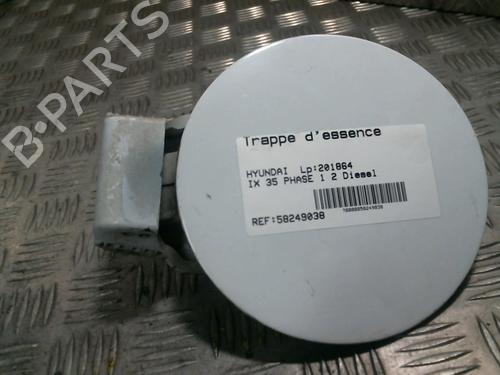 B-PARTS
Trappe d'essence
HYUNDAI Lp:201864
IX 35 PHASE 1 2 Diesel
REF:58249038